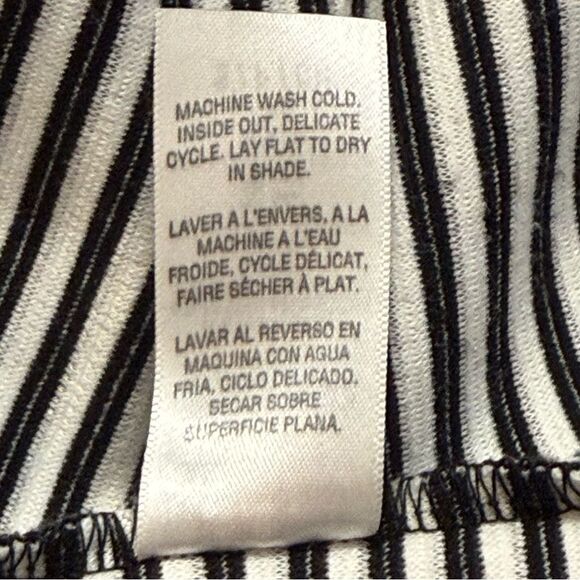 MACHINE WASH COLD.
INSIDE OUT, DELICATE
CYCLE. LAY FLAT TO DRY
IN SHADE.
LAVER A L'ENVERS, A LA
MACHINE A L'EAU
FROIDE, CYCLE DÉLICAT,
FAIRE SÉCHER À PLAT.
LAVAR AL REVERSO EN
MAQUINA CON AGUA
FRIA, CICLO DELICADO.
SECAR SOBRE
SUPERFICIE PLANA.